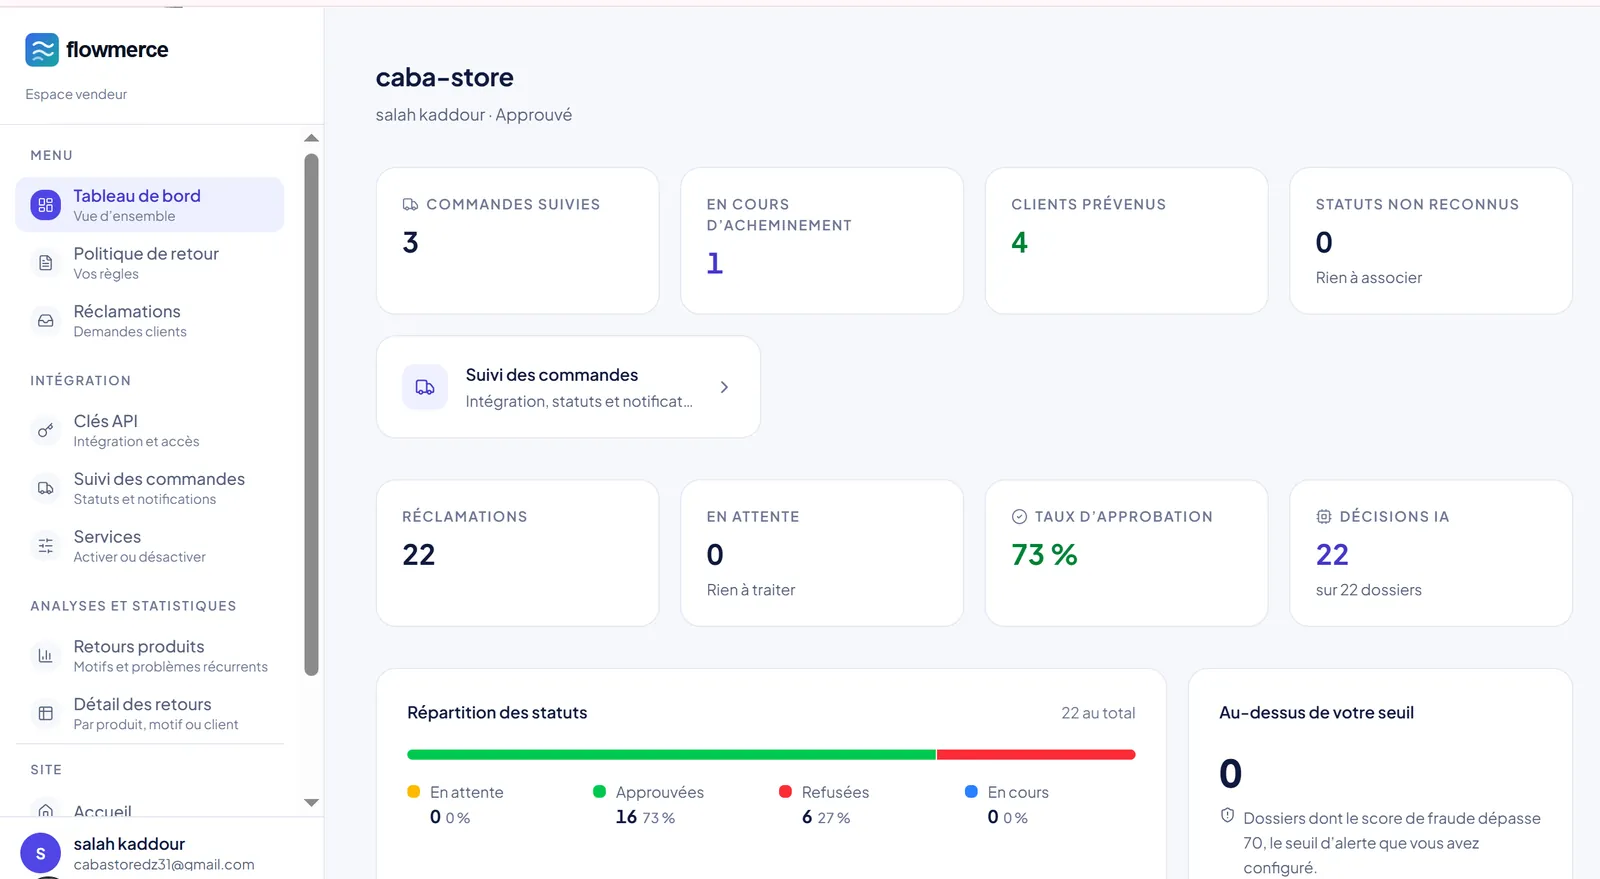 flowmerce
Espace vendeur
MENU
Tableau de bord
Vue d'ensemble
Politique de retour
Vos règles
Réclamations
Demandes clients
INTÉGRATION
Clés API
Intégration et accès
Suivi des commandes
Statuts et notifications
Services
Activer ou désactiver
ANALYSES ET STATISTIQUES
Retours produits
Motifs et problèmes récurrents
Détail des retours
Par produit, motif ou client
SITE
Accueil
S
salah kaddour
cabastoredz31@gmail.com
caba-store
salah kaddour · Approuvé
COMMANDES SUIVIES
3
EN COURS
D'ACHEMINEMENT
1
CLIENTS PRÉVENUS
4
STATUTS NON RECONNUS
0
Rien à associer
Suivi des commandes
Intégration, statuts et notificat...
RÉCLAMATIONS
22
EN ATTENTE
0
Rien à traiter
TAUX D'APPROBATION
73 %
DÉCISIONS IA
22
sur 22 dossiers
Répartition des statuts
22 au total
En attente
0 0 %
Approuvées
16 73 %
Refusées
6 27 %
En cours
0 0 %
Au-dessus de votre seuil
0
Dossiers dont le score de fraude dépasse
70, le seuil d'alerte que vous avez
configuré.